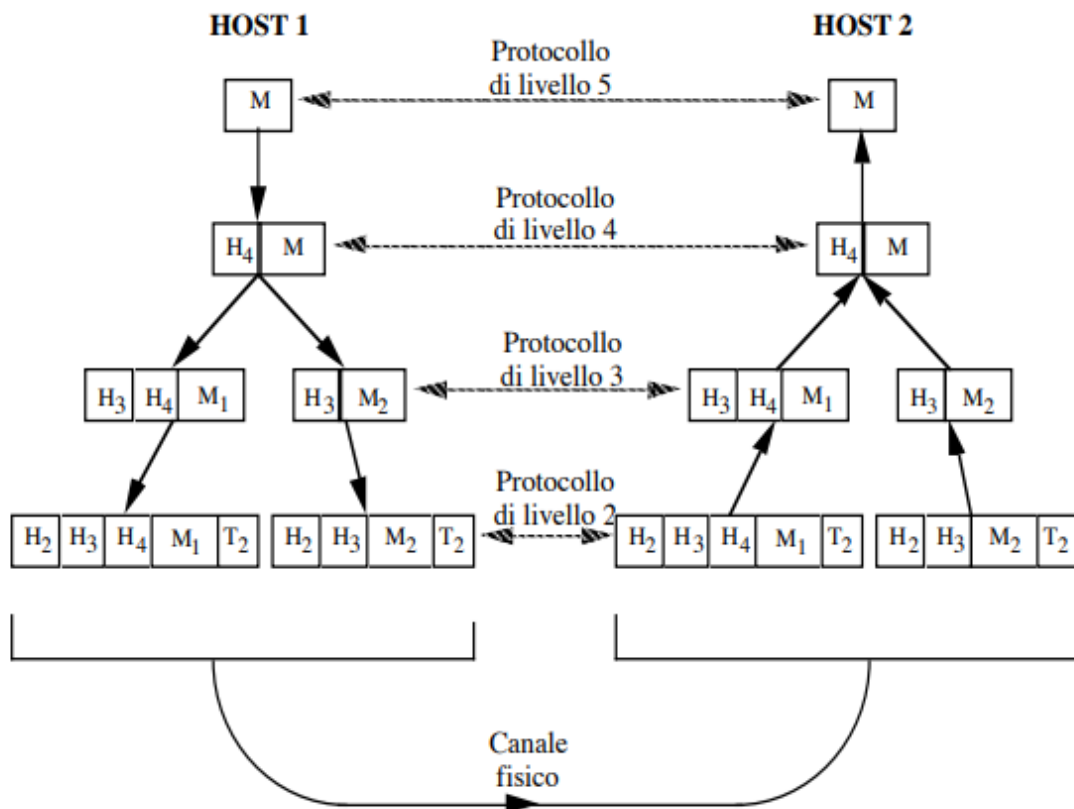 HOST 1 HOST 2
Protocollo
di livello 5
M M
Protocollo
di livello 4
H4 M H4 M
Protocollo
di livello 3
H3 H4 M1 H3 M2 H3 H4 M1 H3 M2
Protocollo
di livello 2
H2 H3 H4 M1 T2 H2 H3 M2 T2 H2 H3 H4 M1 T2 H2 H3 M2 T2
Canale
fisico